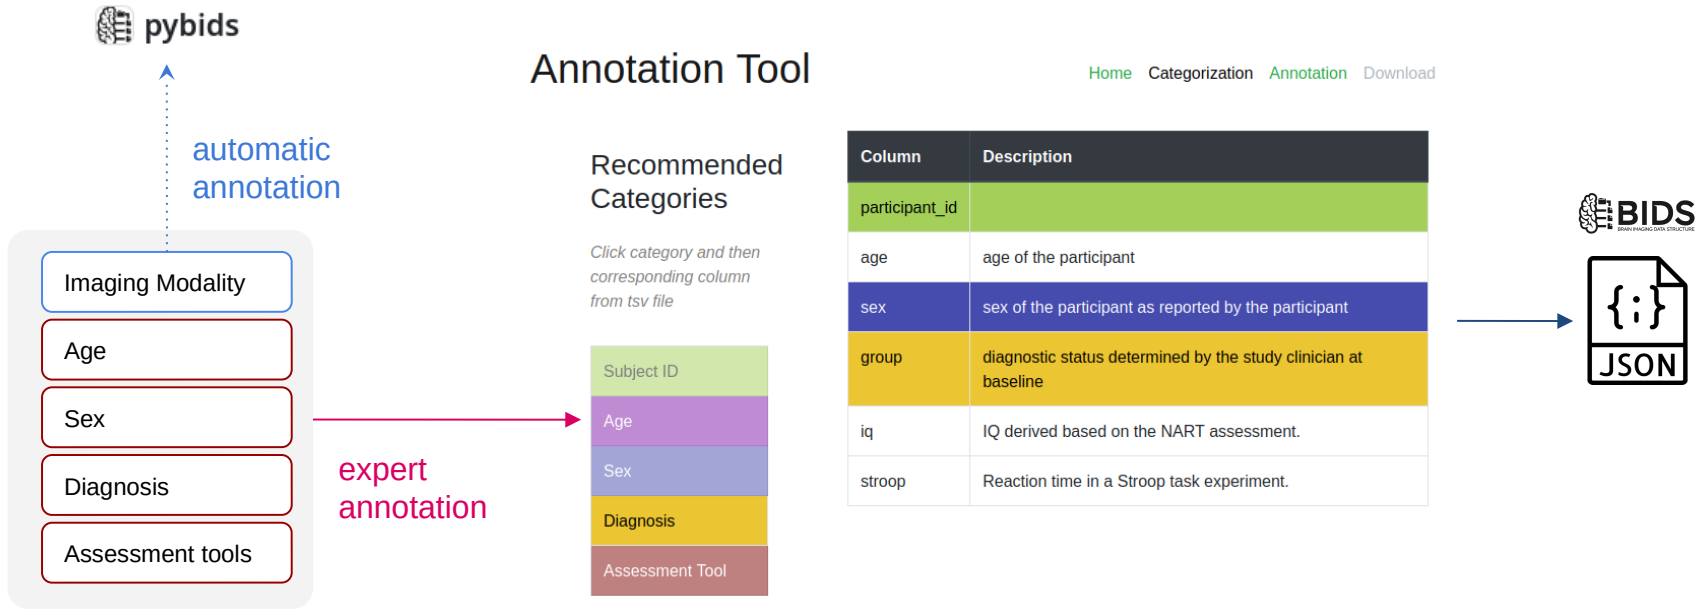 pybids
automatic
annotation
Imaging Modality
Age
Sex
Diagnosis
Assessment tools
expert
annotation
Annotation Tool
Home Categorization Annotation Download
Recommended
Categories
Click category and then
corresponding column
from tsv file
Subject ID
Age
Sex
Diagnosis
Assessment Tool
Column Description
participant_id
age age of the participant
sex sex of the participant as reported by the participant
group diagnostic status determined by the study clinician at
baseline
iq IQ derived based on the NART assessment.
stroop Reaction time in a Stroop task experiment.
BIDS
BRAIN IMAGING DATA STRUCTURE
{;}
JSON